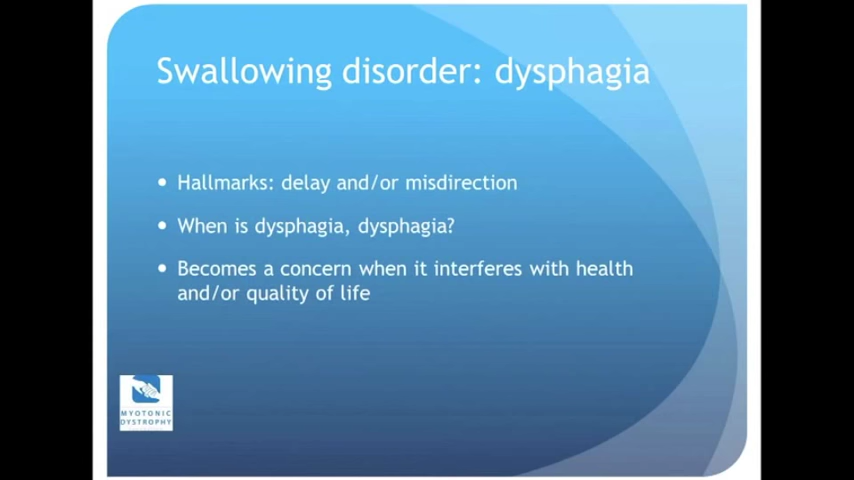 Swallowing disorder: dysphagia
Hallmarks: delay and/or misdirection
When is dysphagia, dysphagia?
Becomes a concern when it interferes with health
and/or quality of life
MYOTONIC
DYSTROPHY